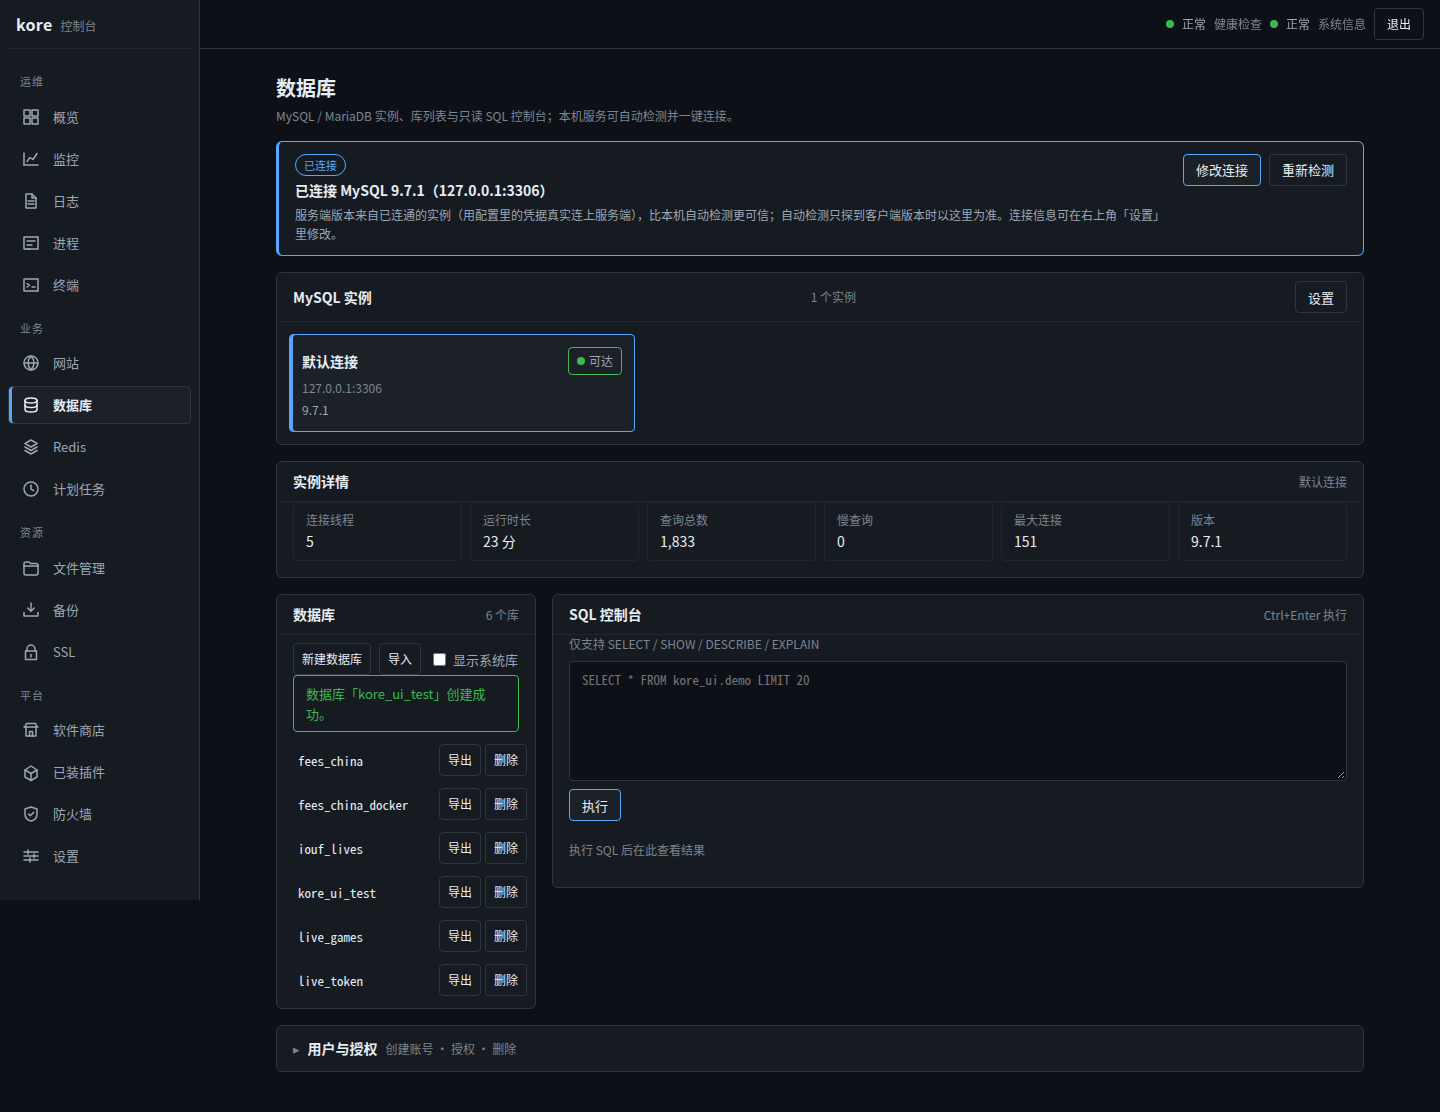 kore 控制台
正常 健康检查 正常 系统信息 退出
运维
概览
监控
日志
进程
终端
业务
网站
数据库
Redis
计划任务
资源
文件管理
备份
SSL
平台
软件商店
已装插件
防火墙
设置
数据库
MySQL / MariaDB 实例、库列表与只读 SQL 控制台；本机服务可自动检测并一键连接。
已连接
已连接 MySQL 9.7.1（127.0.0.1:3306）
服务端版本来自已连通的实例（用配置里的凭据真实连上服务端），比本机自动检测更可信；自动检测只探到客户端版本时以这里为准。连接信息可在右上角「设置」
里修改。
修改连接 重新检测
MySQL 实例 1 个实例 设置
默认连接 可达
127.0.0.1:3306
9.7.1
实例详情 默认连接
连接线程 运行时长 查询总数 慢查询 最大连接 版本
5 23 分 1,833 0 151 9.7.1
数据库 6 个库
新建数据库 导入 显示系统库
数据库「kore_ui_test」创建成
功。
fees_china 导出 删除
fees_china_docker 导出 删除
iouf_lives 导出 删除
kore_ui_test 导出 删除
live_games 导出 删除
live_token 导出 删除
SQL 控制台 Ctrl+Enter 执行
仅支持 SELECT / SHOW / DESCRIBE / EXPLAIN
SELECT * FROM kore_ui.demo LIMIT 20
执行
执行 SQL 后在此查看结果
▸ 用户与授权 创建账号 · 授权 · 删除